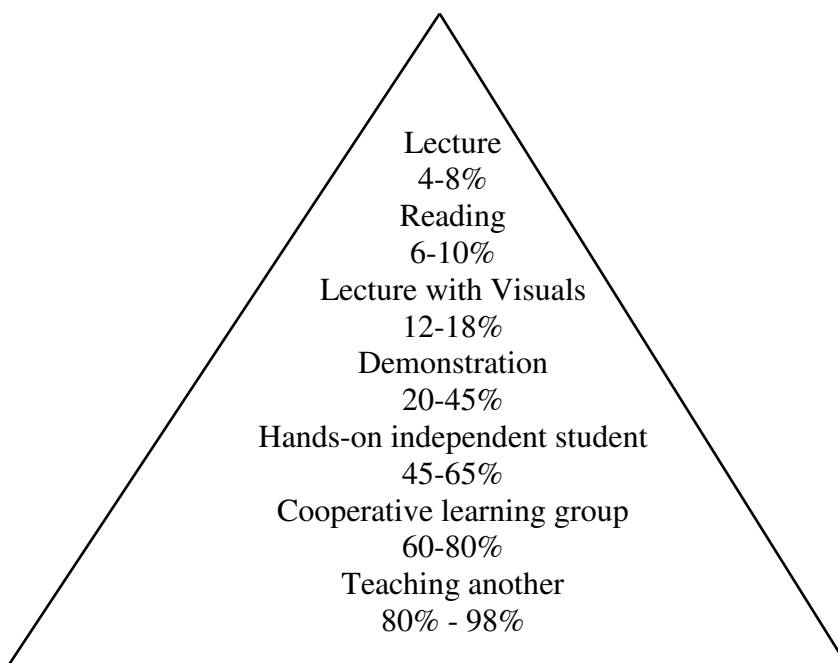 Lecture
4-8%
Reading
6-10%
Lecture with Visuals
12-18%
Demonstration
20-45%
Hands-on independent student
45-65%
Cooperative learning group
60-80%
Teaching another
80% - 98%